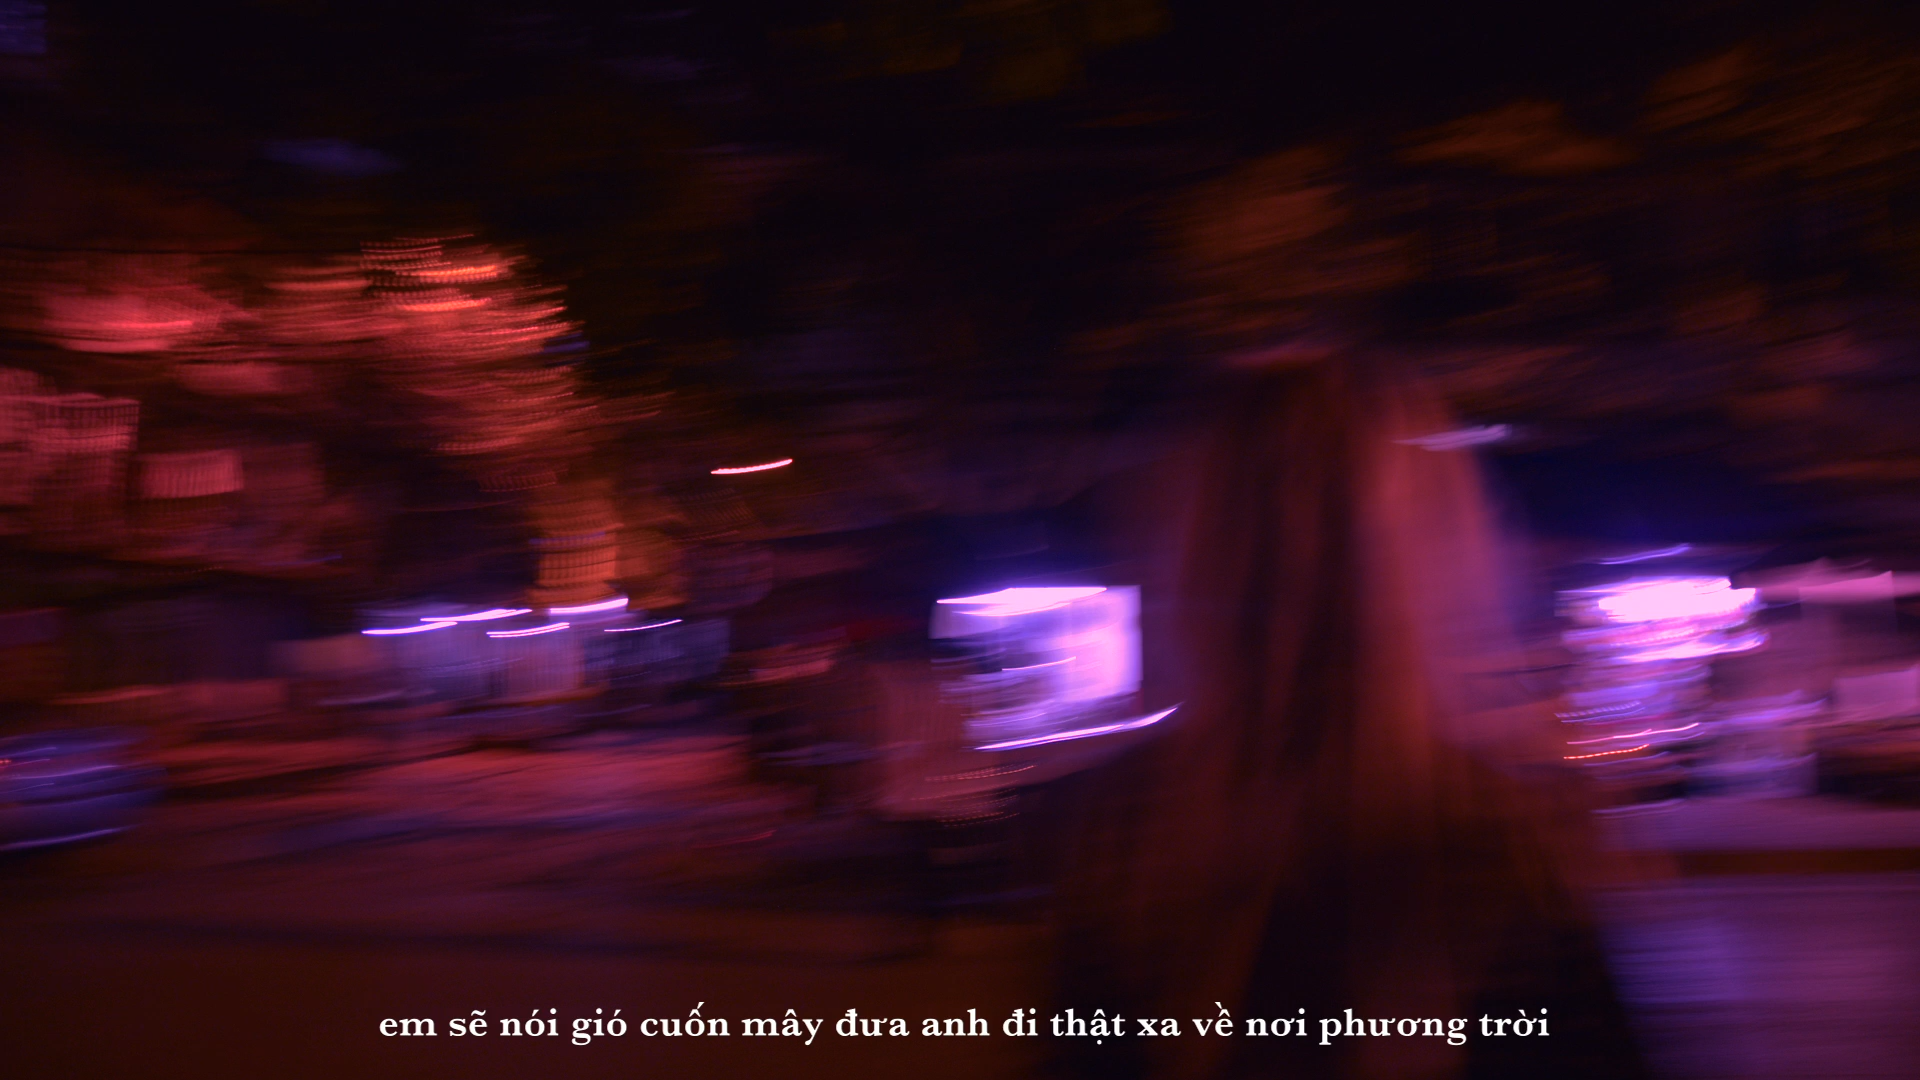 em sẽ nói gió cuốn mây đưa anh đi thật xa về nơi phương trời